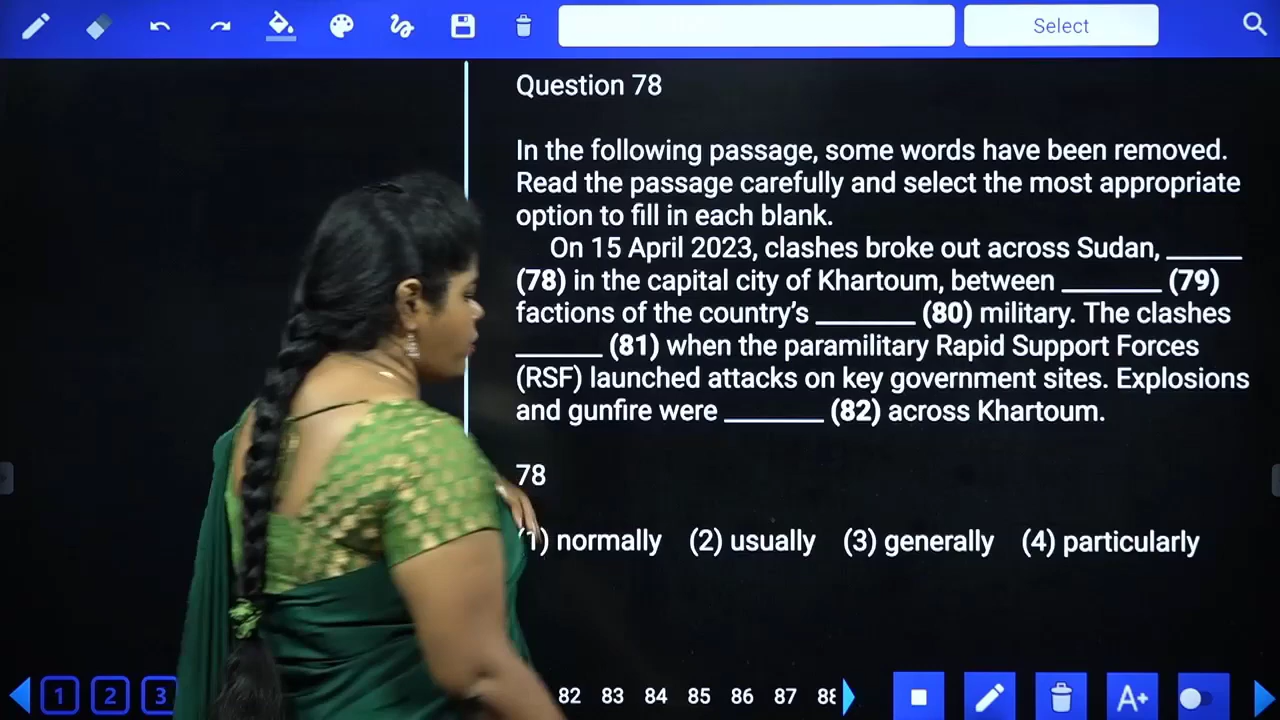 Select
Question 78
In the following passage, some words have been removed.
Read the passage carefully and select the most appropriate
option to fill in each blank.
On 15 April 2023, clashes broke out across Sudan, ______
(78) in the capital city of Khartoum, between ________ (79)
factions of the country’s ________ (80) military. The clashes
_______ (81) when the paramilitary Rapid Support Forces
(RSF) launched attacks on key government sites. Explosions
and gunfire were ________ (82) across Khartoum.
78
(1) normally (2) usually (3) generally (4) particularly
1 2 3 82 83 84 85 86 87 88 A+